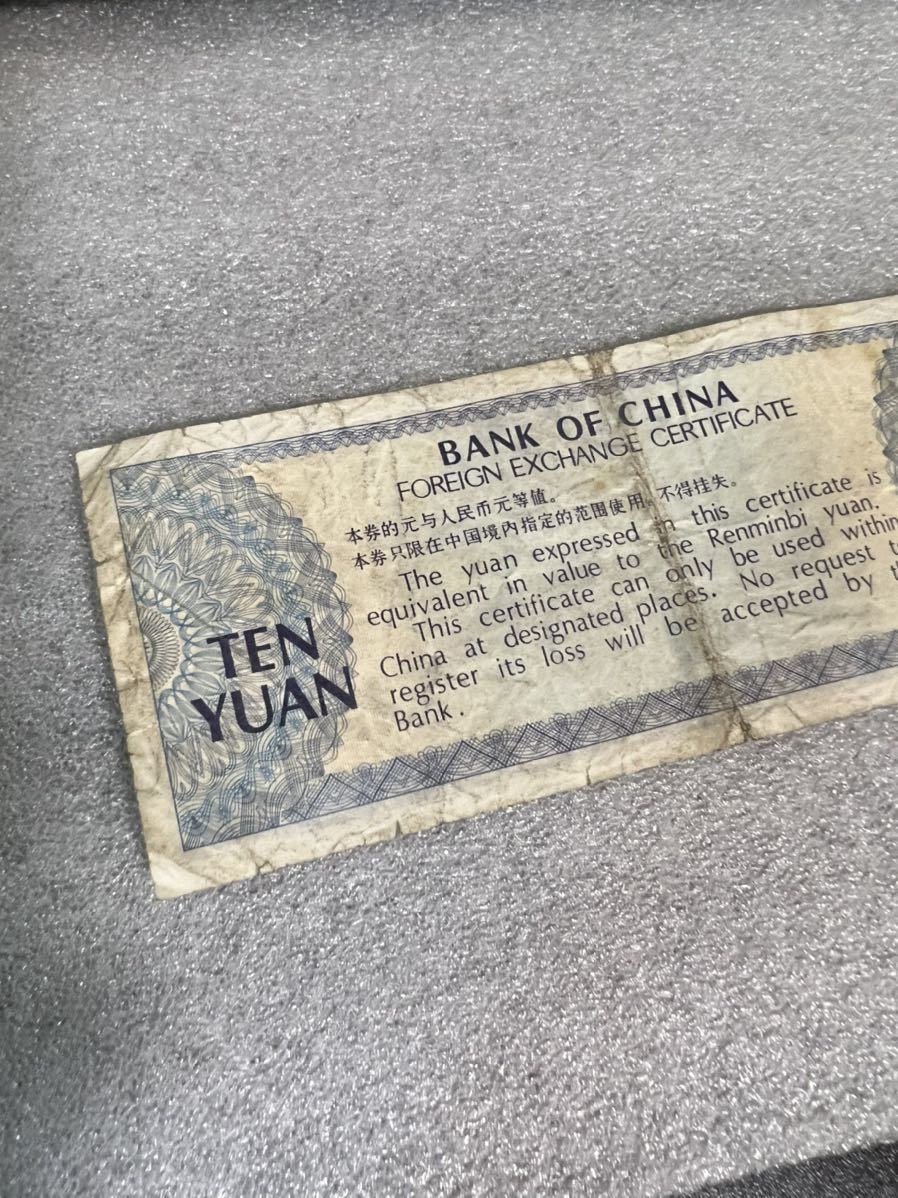 BANK OF CHINA
FOREIGN EXCHANGE CERTIFICATE
本券的元与人民币元等值。
本券只限在中国境内指定的范围使用。不得挂失。
The yuan expressed in this certificate is
equivalent in value to the Renminbi yuan.
This certificate can only be used within
China at designated places. No request
register its loss will be accepted by
Bank.
TEN
YUAN